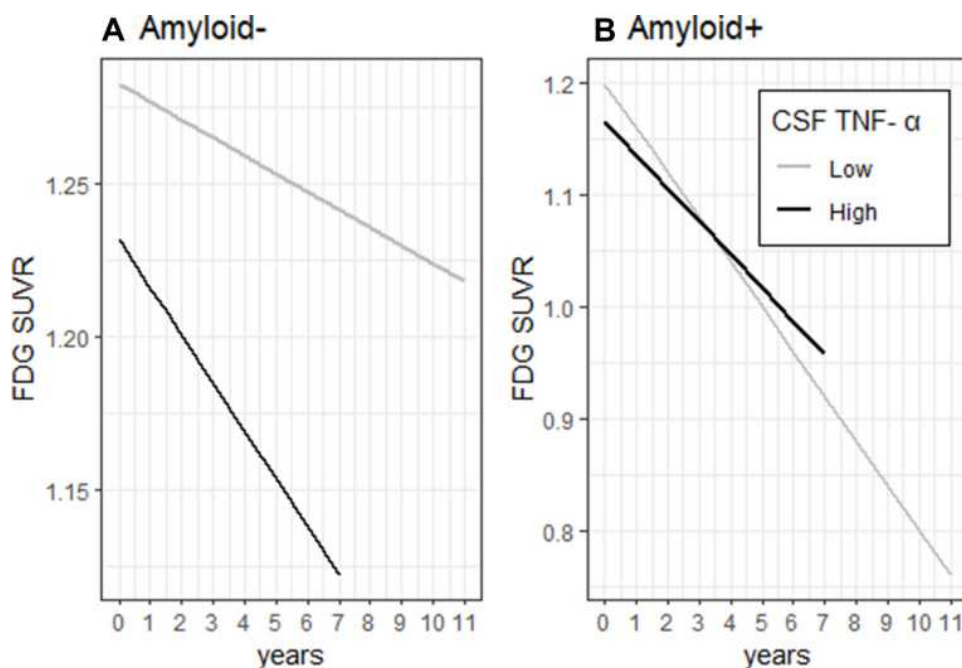 A Amyloid-
FDG SUVR
1.25
1.20
1.15
0 1 2 3 4 5 6 7 8 9 10 11
years
B Amyloid+
FDG SUVR
1.2
1.1
1.0
0.9
0.8
CSF TNF- α
Low
High
0 1 2 3 4 5 6 7 8 9 10 11
years